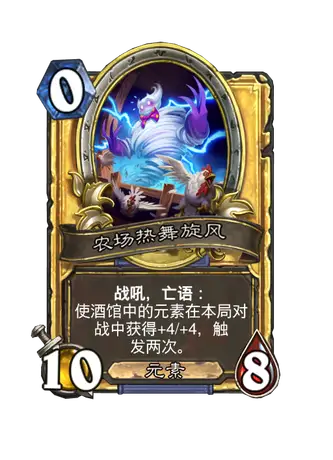 0
农场热舞旋风
战吼，亡语：
使酒馆中的元素在本局对
战中获得+4/+4，触
发两次。
10
元素
8